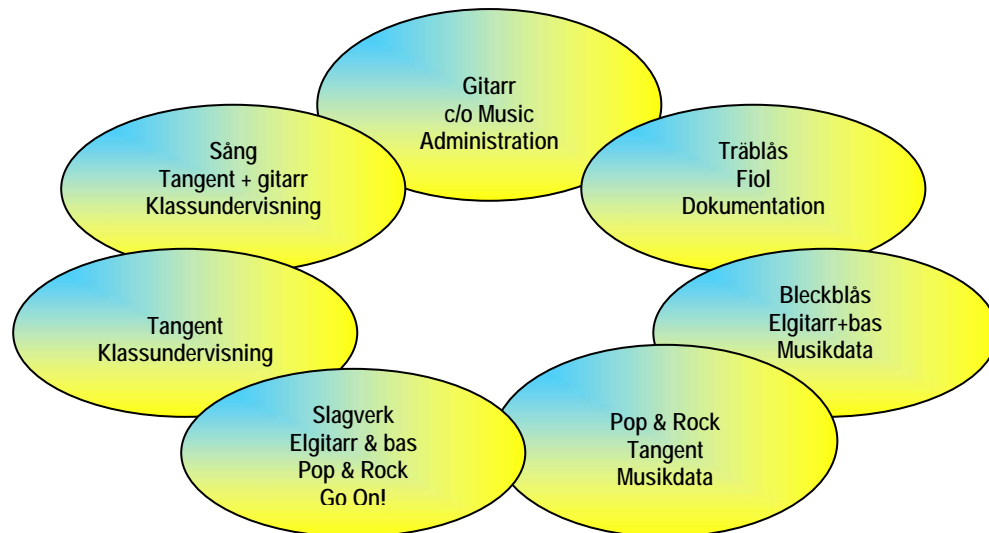 Gitarr
c/o Music
Administration
Sång
Tangent + gitarr
Klassundervisning
Träblås
Fiol
Dokumentation
Tangent
Klassundervisning
Bleckblås
Elgitarr+bas
Musikdata
Slagverk
Elgitarr & bas
Pop & Rock
Go On!
Pop & Rock
Tangent
Musikdata